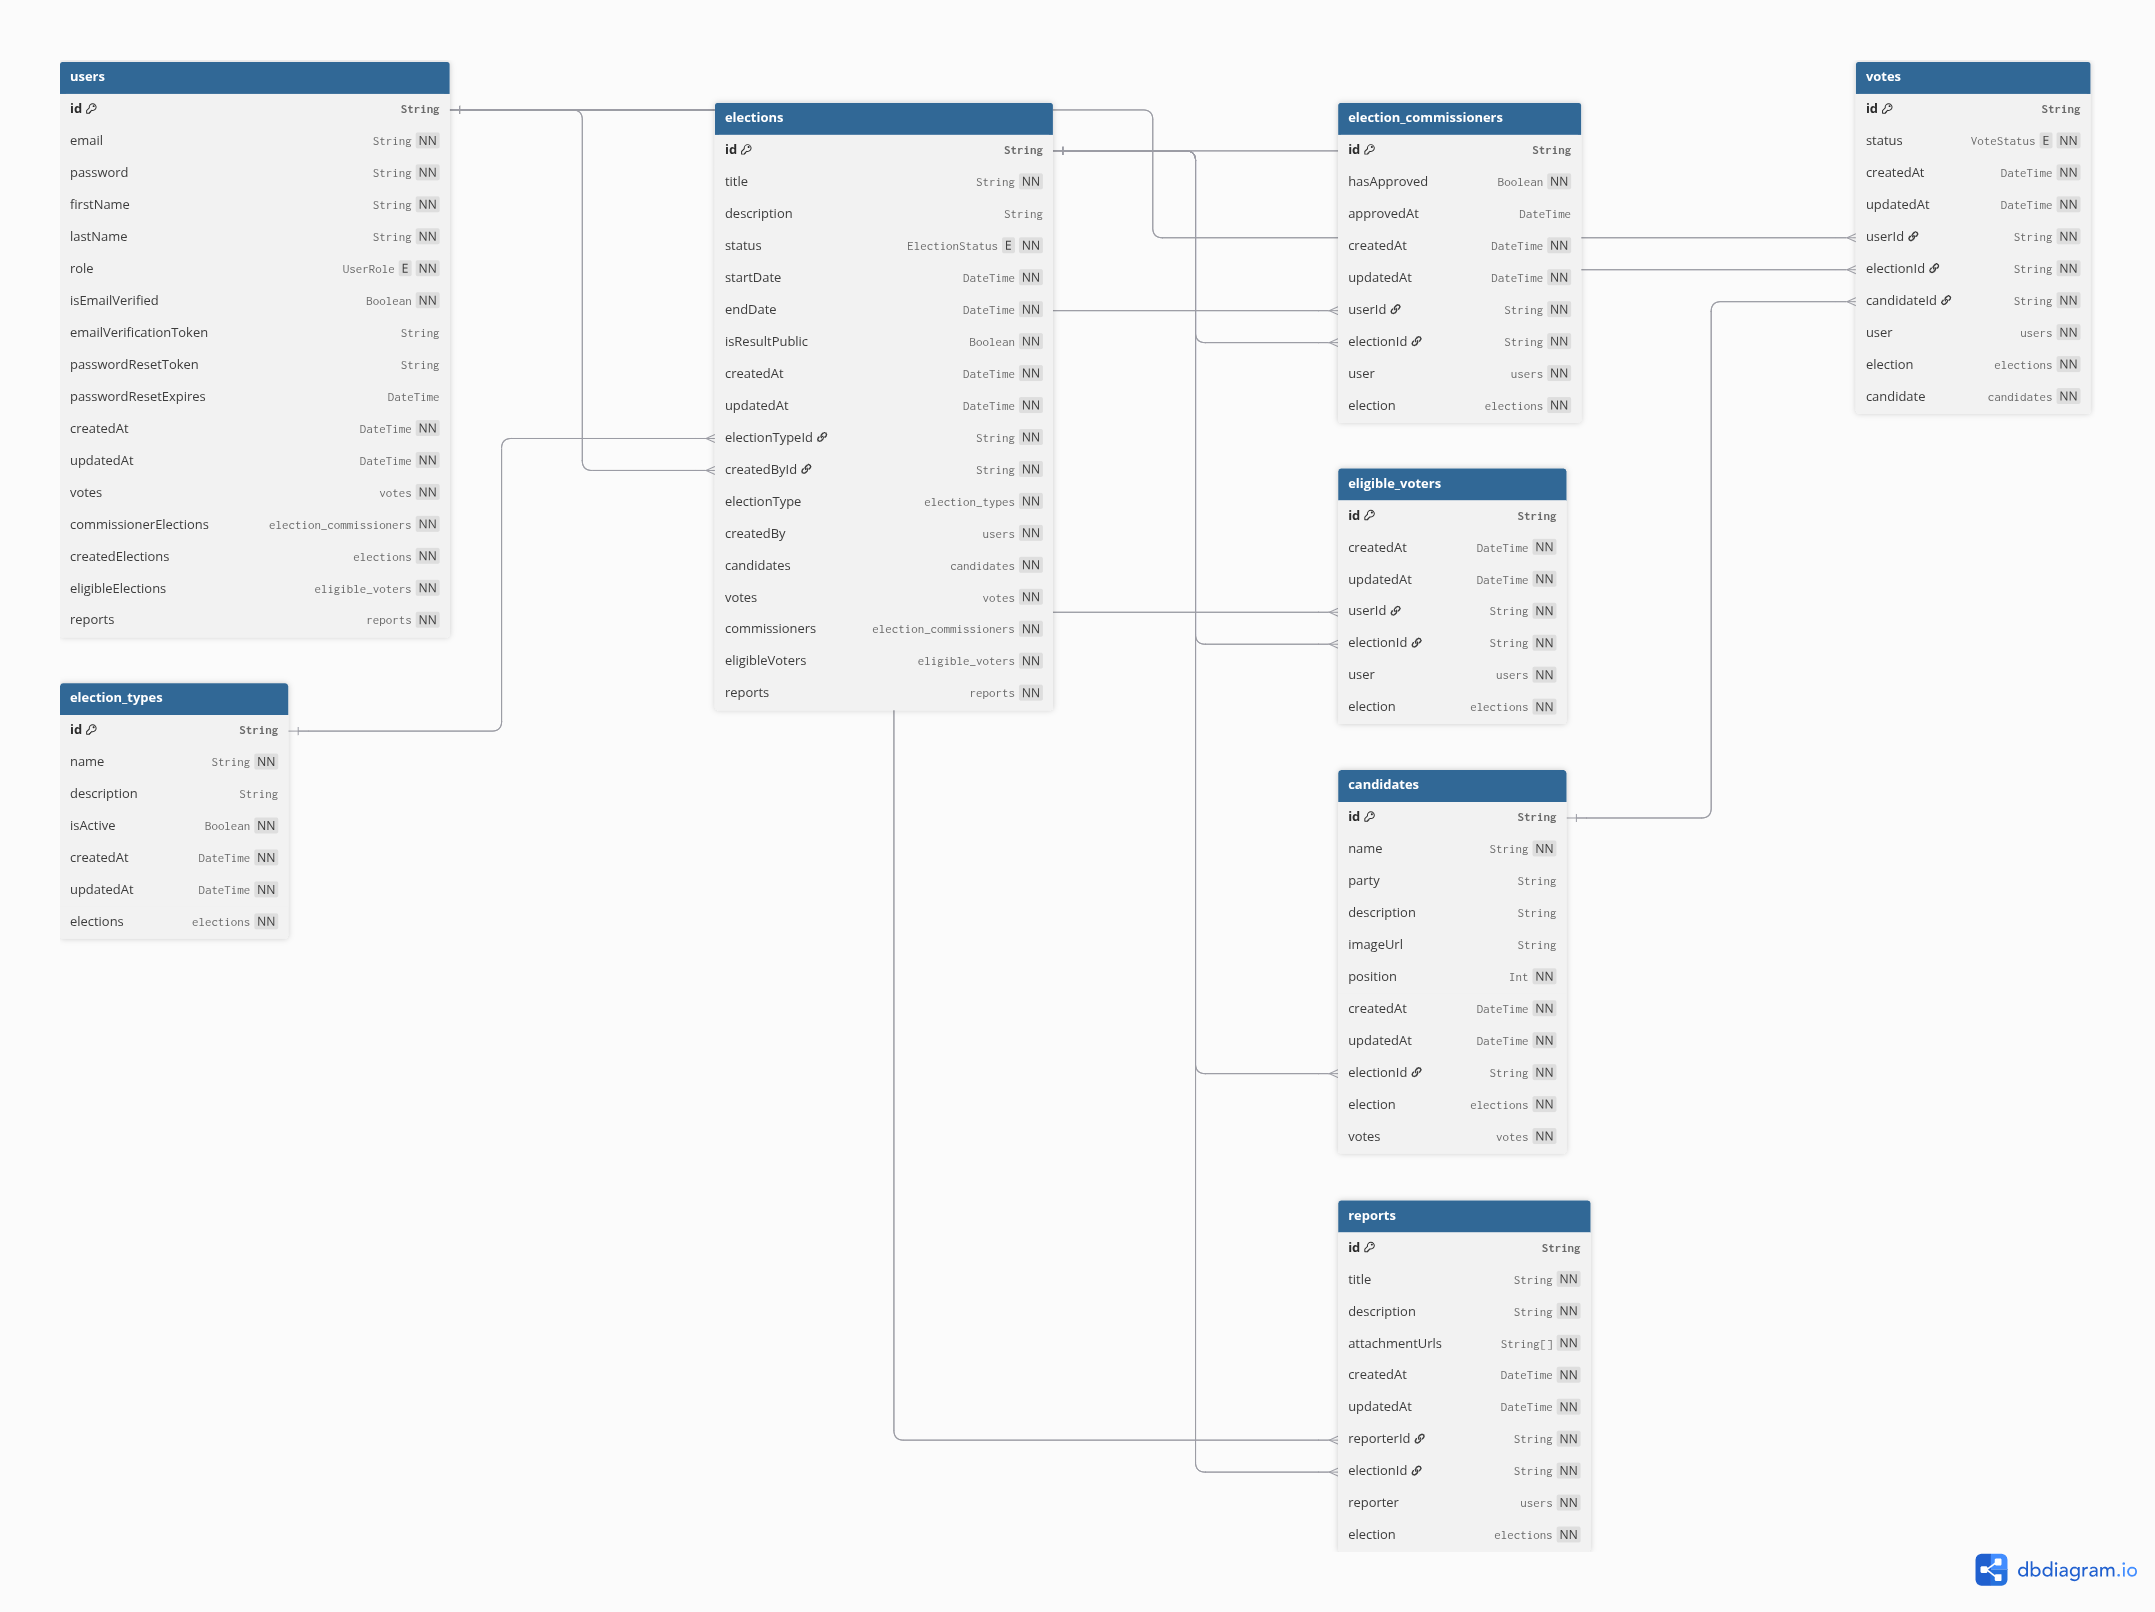 users
id String
email String NN
password String NN
firstName String NN
lastName String NN
role UserRole E NN
isEmailVerified Boolean NN
emailVerificationToken String
passwordResetToken String
passwordResetExpires DateTime
createdAt DateTime NN
updatedAt DateTime NN
votes votes NN
commissionerElections election_commissioners NN
createdElections elections NN
eligibleElections eligible_voters NN
reports reports NN
election_types
id String
name String NN
description String
isActive Boolean NN
createdAt DateTime NN
updatedAt DateTime NN
elections elections NN
elections
id String
title String NN
description String
status ElectionStatus E NN
startDate DateTime NN
endDate DateTime NN
isResultPublic Boolean NN
createdAt DateTime NN
updatedAt DateTime NN
electionTypeId String NN
createdById String NN
electionType election_types NN
createdBy users NN
candidates candidates NN
votes votes NN
commissioners election_commissioners NN
eligibleVoters eligible_voters NN
reports reports NN
election_commissioners
id String
hasApproved Boolean NN
approvedAt DateTime
createdAt DateTime NN
updatedAt DateTime NN
userId String NN
electionId String NN
user users NN
election elections NN
eligible_voters
id String
createdAt DateTime NN
updatedAt DateTime NN
userId String NN
electionId String NN
user users NN
election elections NN
candidates
id String
name String NN
party String
description String
imageUrl String
position Int NN
createdAt DateTime NN
updatedAt DateTime NN
electionId String NN
election elections NN
votes votes NN
reports
id String
title String NN
description String NN
attachmentUrls String[] NN
createdAt DateTime NN
updatedAt DateTime NN
reporterId String NN
electionId String NN
reporter users NN
election elections NN
votes
id String
status VoteStatus E NN
createdAt DateTime NN
updatedAt DateTime NN
userId String NN
electionId String NN
candidateId String NN
user users NN
election elections NN
candidate candidates NN
dbdiagram.io